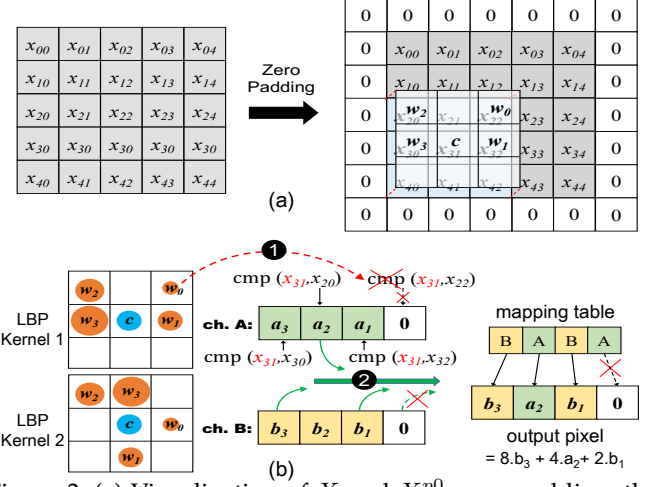 0 0 0 0 0 0 0
x00 x01 x02 x03 x04
x10 x11 x12 x13 x14
x20 x21 x22 x23 x24
x30 x30 x30 x30 x30
x40 x41 x42 x43 x44
Zero
Padding
0 x00 x01 x02 x03 x04 0
0 x10 x11 x12 x13 x14 0
0 x20 x21 x22 x23 x24 0
0 x30 x31 x32 x33 x34 0
0 x40 x41 x42 x43 x44 0
0 0 0 0 0 0 0
w2 w0
w3 c w1
(a)
1
LBP
Kernel 1
w2 w0
w3 c w1
LBP
Kernel 2
w2 w3
c w0
w1
cmp (x31,x20) cmp (x31,x22)
ch. A: a3 a2 a1 0
cmp (x31,x30) cmp (x31,x32)
2
ch. B: b3 b2 b1 0
mapping table
B A B A
b3 a2 b1 0
output pixel
= 8.b3 + 4.a2+ 2.b1
(b)